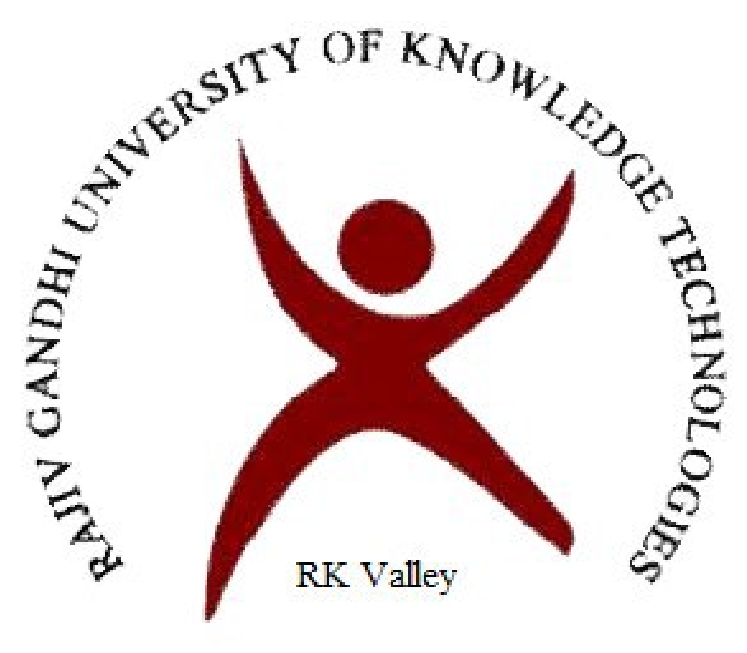 RAJIV GANDHI UNIVERSITY OF KNOWLEDGE TECHNOLOGIES
RK Valley